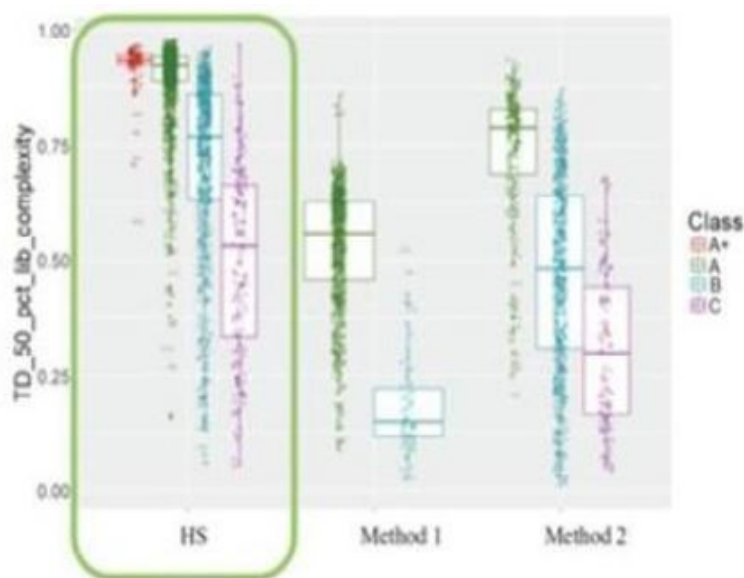 1.00
0.75
0.50
0.25
0.00
TD_50_pct_lib_complexity
HS
Method 1
Method 2
Class
A+
A
B
C